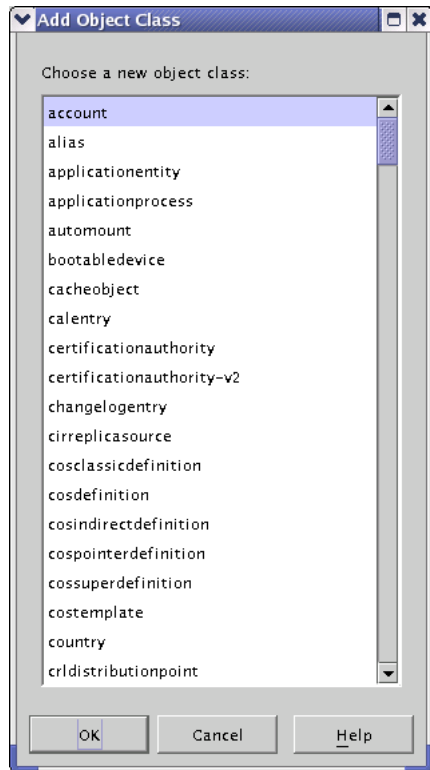 Add Object Class
Choose a new object class:
account
alias
applicationentity
applicationprocess
automount
bootabledevice
cacheobject
calentry
certificationauthority
certificationauthority-v2
changelogentry
cirreplicasource
cosclassicdefinition
cosdefinition
cosindirectdefinition
cospointerdefinition
cossuperdefinition
costemplate
country
crldistributionpoint
OK Cancel Help